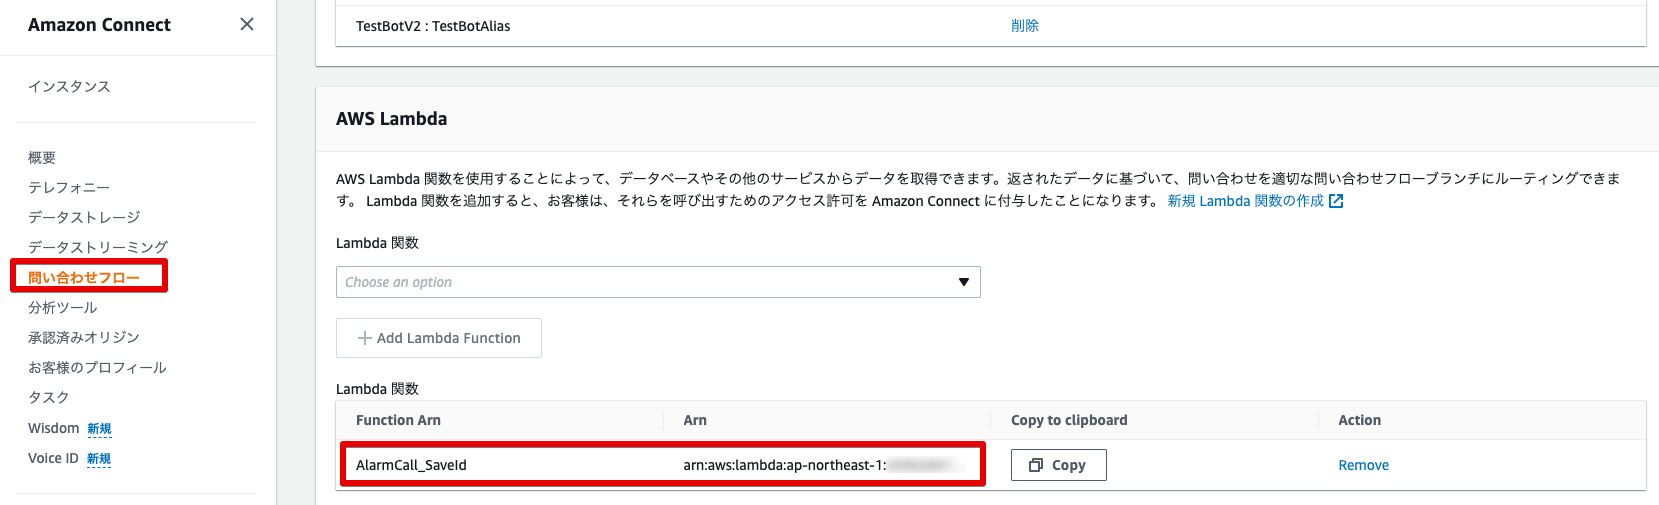 Amazon Connect
インスタンス
概要
テレフォニー
データストレージ
データストリーミング
問い合わせフロー
分析ツール
承認済みオリジン
お客様のプロフィール
タスク
Wisdom 新規
Voice ID 新規
TestBotV2 : TestBotAlias 削除
AWS Lambda
AWS Lambda 関数を使用することによって、データベースやその他のサービスからデータを取得できます。返されたデータに基づいて、問い合わせを適切な問い合わせフローブランチにルーティングできま
す。 Lambda 関数を追加すると、お客様は、それらを呼び出すためのアクセス許可を Amazon Connect に付与したことになります。 新規 Lambda 関数の作成
Lambda 関数
Choose an option
Add Lambda Function
Lambda 関数
Function Arn Arn Copy to clipboard Action
AlarmCall_SaveId arn:aws:lambda:ap-northeast-1: Copy Remove